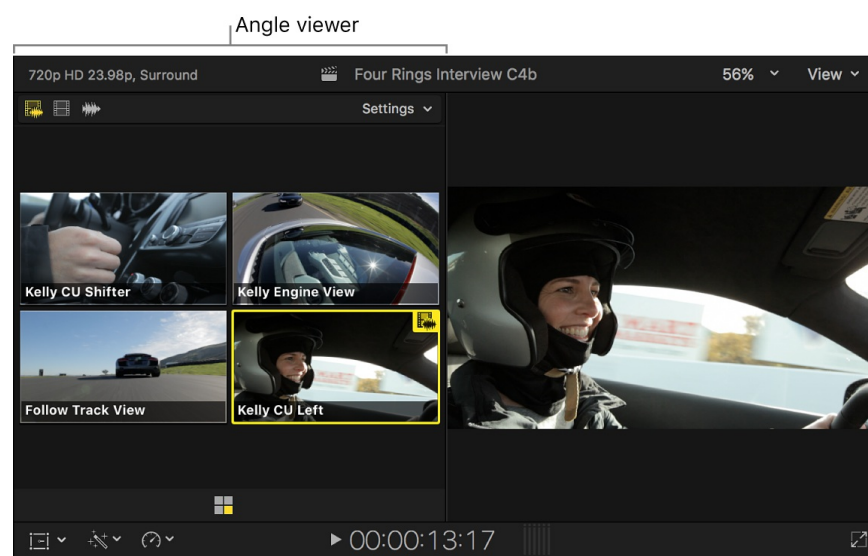 Angle viewer
720p HD 23.98p, Surround
Four Rings Interview C4b
56%
View
Settings
Kelly CU Shifter
Kelly Engine View
Follow Track View
Kelly CU Left
00:00:13:17